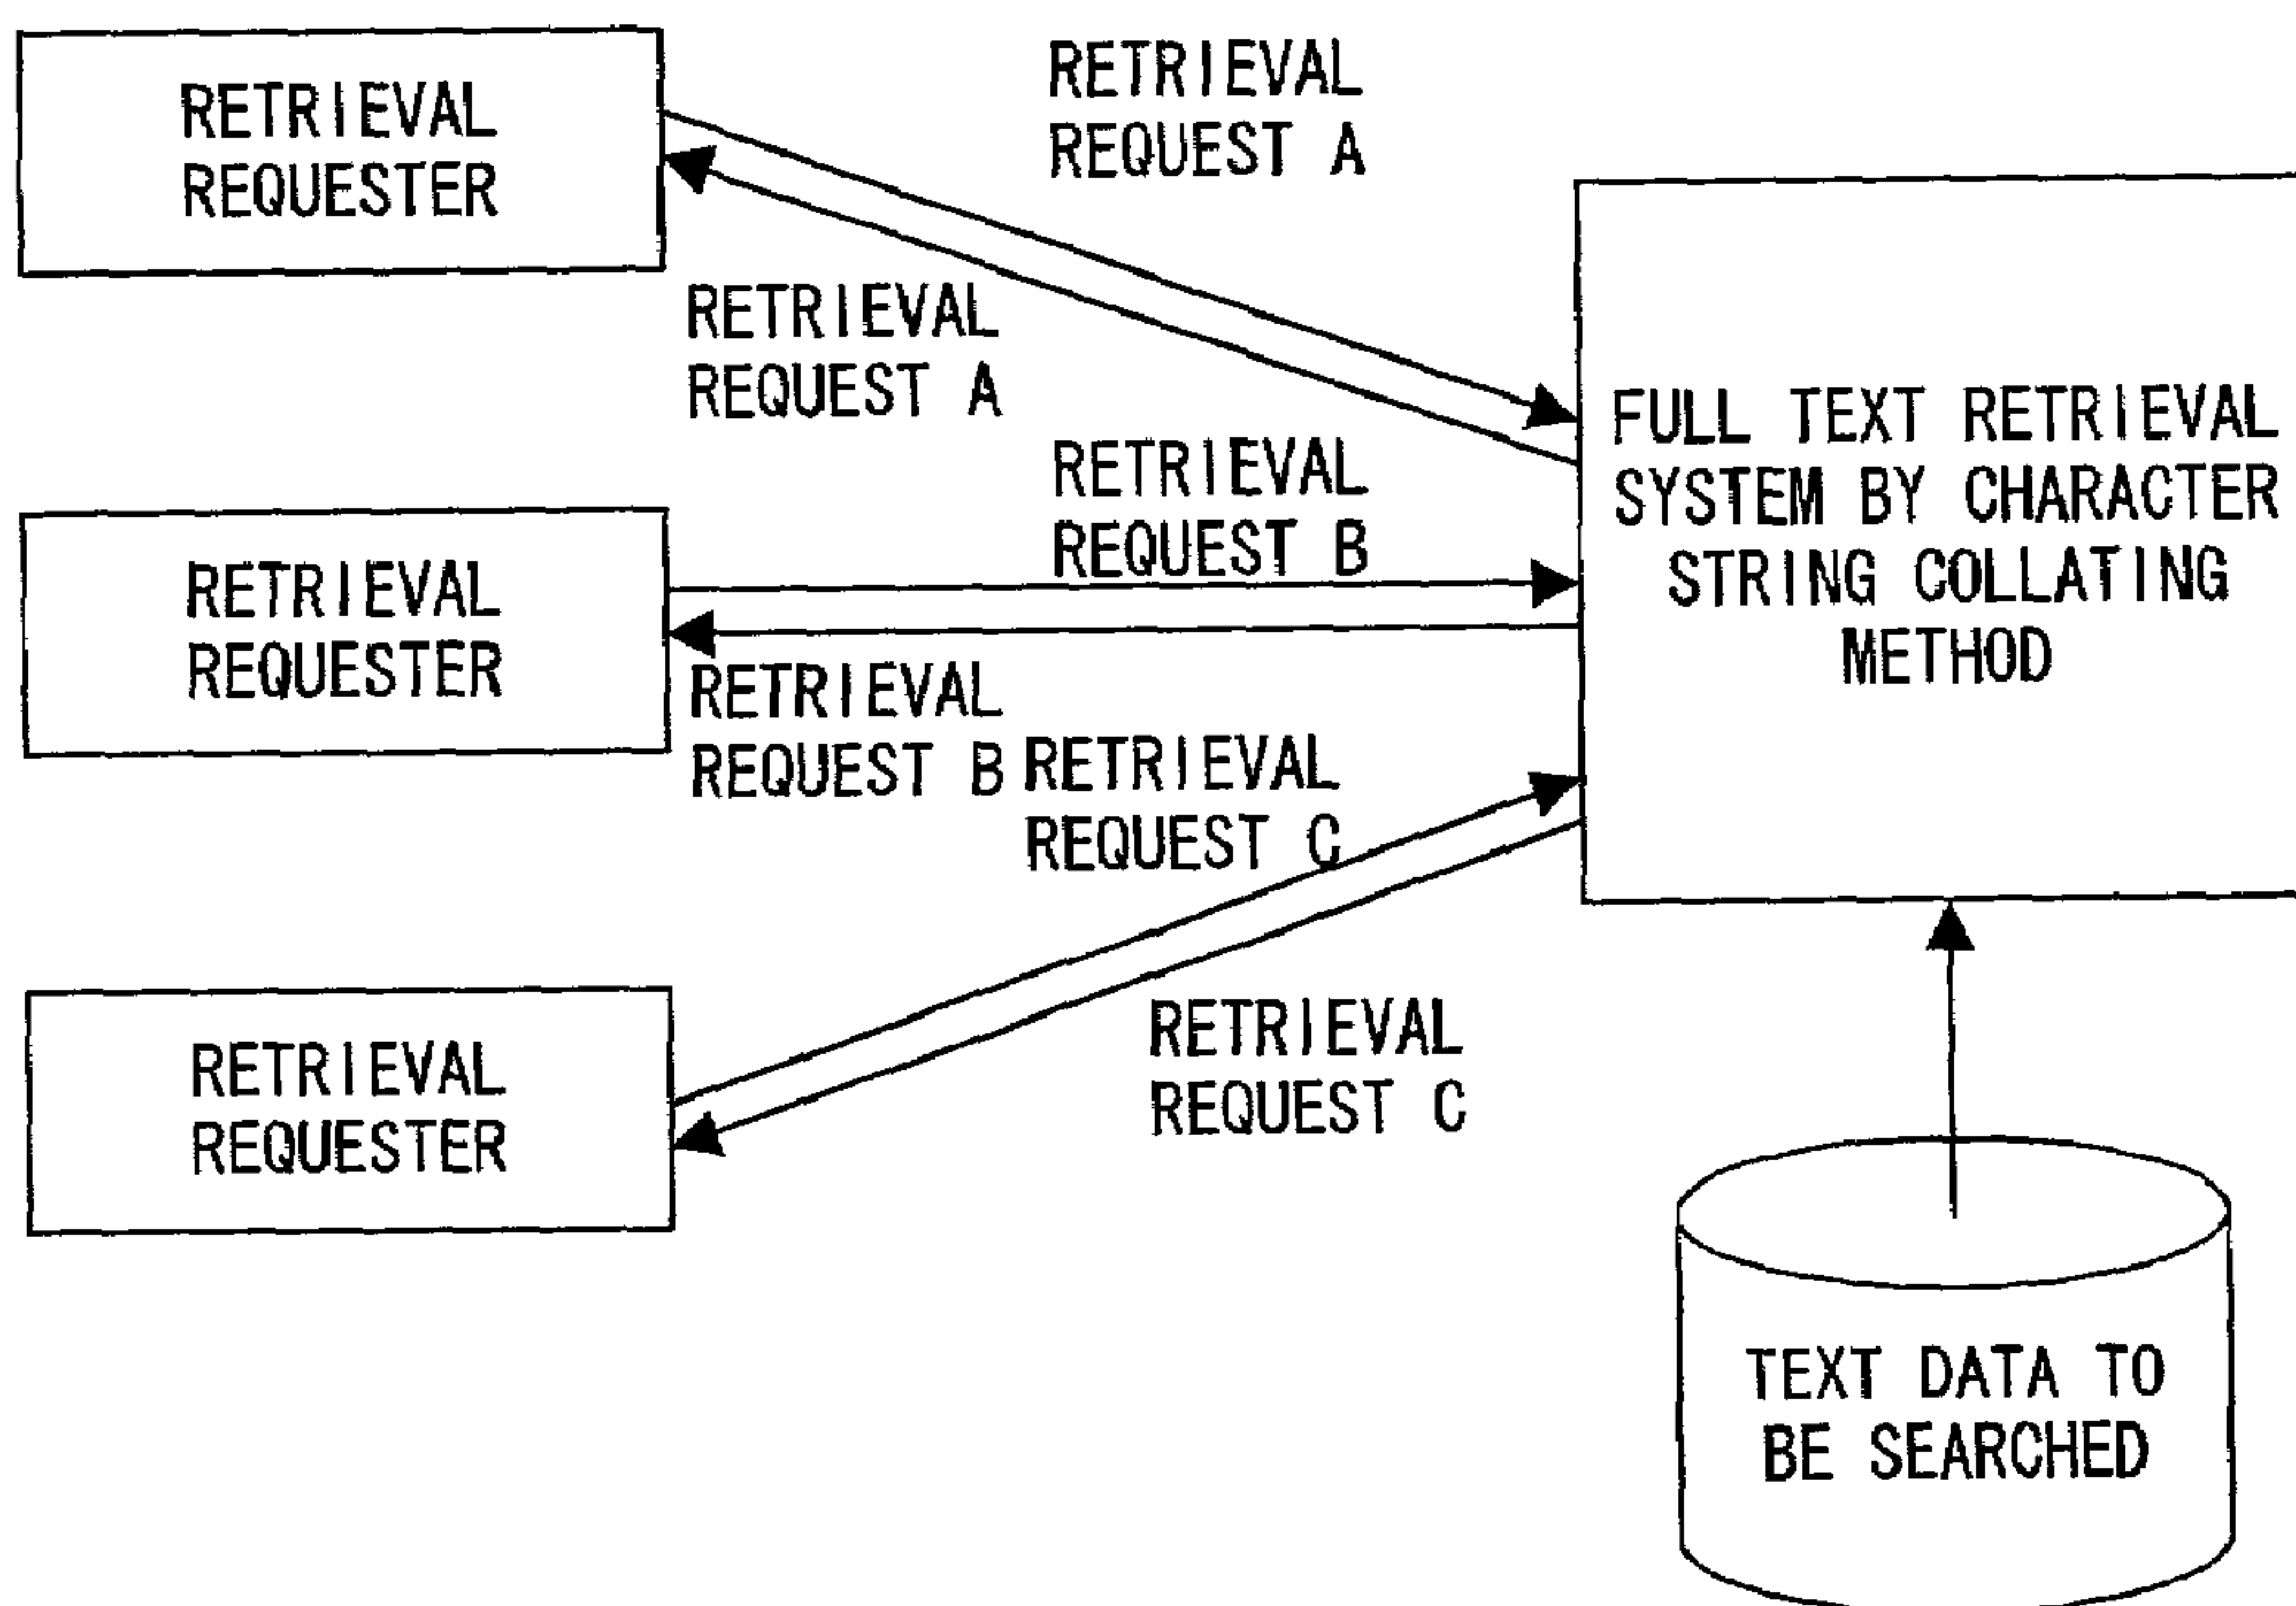 RETRIEVAL
REQUESTER
RETRIEVAL
REQUEST A
RETRIEVAL
REQUEST A
FULL TEXT RETRIEVAL
SYSTEM BY CHARACTER
STRING COLLATING
METHOD
RETRIEVAL
REQUEST B
RETRIEVAL
REQUESTER
RETRIEVAL
REQUEST B
RETRIEVAL
REQUEST C
RETRIEVAL
REQUESTER
RETRIEVAL
REQUEST C
TEXT DATA TO
BE SEARCHED